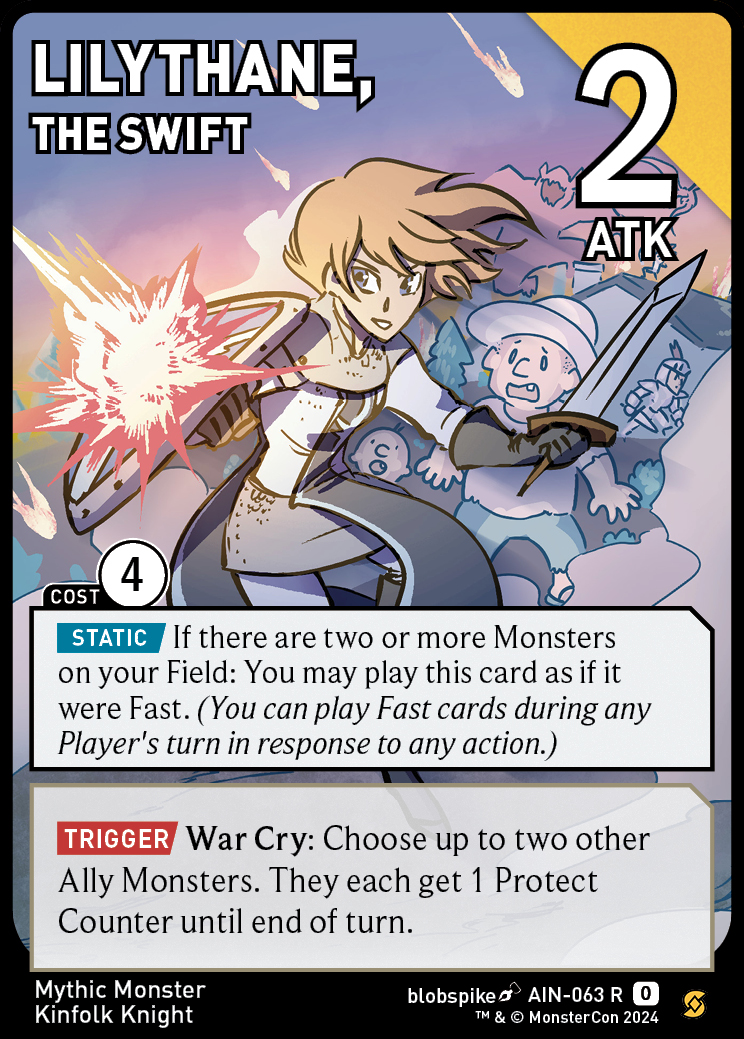 LILYTHANE,
THE SWIFT
2
ATK
COST 4
STATIC If there are two or more Monsters
on your Field: You may play this card as if it
were Fast. (You can play Fast cards during any
Player's turn in response to any action.)
TRIGGER War Cry: Choose up to two other
Ally Monsters. They each get 1 Protect
Counter until end of turn.
Mythic Monster
Kinfolk Knight
blobspike AIN-063 R 0
™ & © MonsterCon 2024